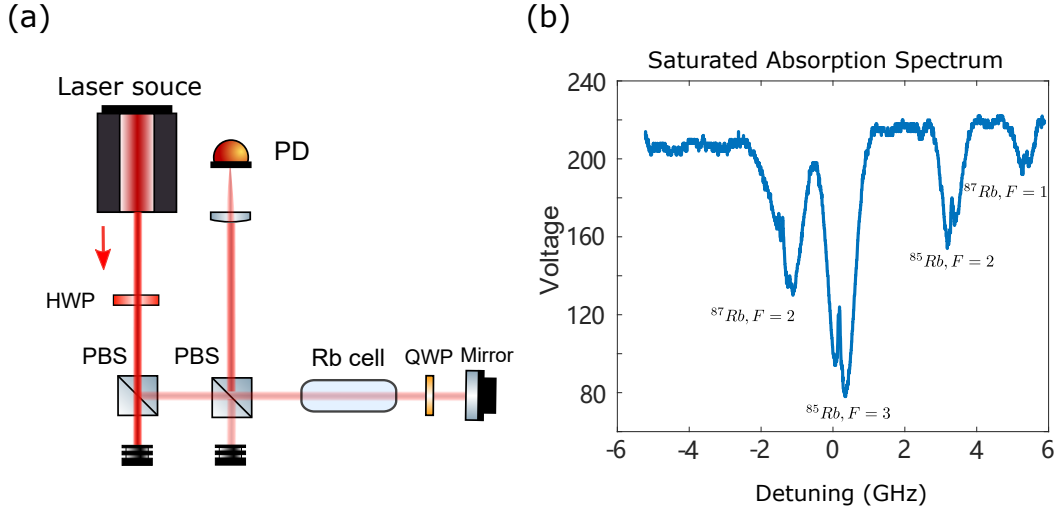 (a)
Laser souce
PD
HWP
PBS
PBS
Rb cell
QWP
Mirror
(b)
Saturated Absorption Spectrum
240
200
160
120
80
Voltage
⁸⁷Rb, F = 2
⁸⁵Rb, F = 3
⁸⁵Rb, F = 2
⁸⁷Rb, F = 1
-6 -4 -2 0 2 4 6
Detuning (GHz)